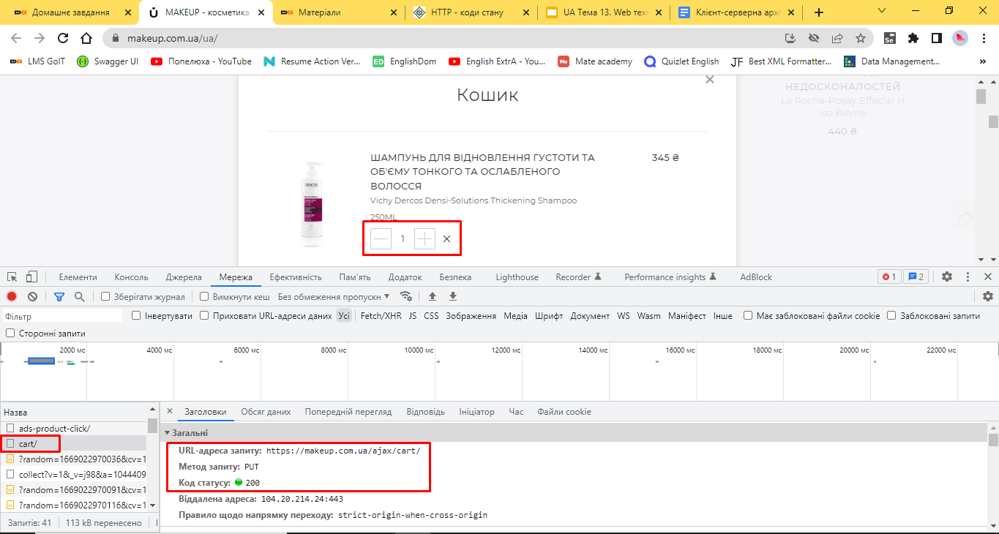 Домашнє завдання
MAKEUP - косметика
Матеріали
HTTP - коди стану
UA Тема 13. Web техн
Клієнт-серверна архі
makeup.com.ua/ua/
Se
LMS GoIT
Swagger UI
Попелюха - YouTube
Resume Action Ver...
ED EnglishDom
English ExtrA - You...
Ma Mate academy
Quizlet English
JF Best XML Formatter...
Data Management...
»
Кошик
НЕДОСКОНАЛОСТЕЙ
La Roche-Posay Effaclar H
Iso Biome
440 ₴
ШАМПУНЬ ДЛЯ ВІДНОВЛЕННЯ ГУСТОТИ ТА
ОБ'ЄМУ ТОНКОГО ТА ОСЛАБЛЕНОГО
ВОЛОССЯ
345 ₴
Vichy Dercos Densi-Solutions Thickening Shampoo
250ML
DERCOS
1
Елементи Консоль Джерела Мережа Ефективність Пам'ять Додаток Безпека Lighthouse Recorder Performance insights AdBlock 1 2
Зберігати журнал Вимкнути кеш Без обмеження пропускн
Фільтр Інвертувати Приховати URL-адреси даних Усі Fetch/XHR JS CSS Зображення Медіа Шрифт Документ WS Wasm Маніфест Інше Має заблоковані файли cookie Заблоковані запити
Сторонні запити
2000 мс 4000 мс 6000 мс 8000 мс 10000 мс 12000 мс 14000 мс 16000 мс 18000 мс 20000 мс 22000 мс
Назва
ads-product-click/
cart/
?random=1669022970036&cv=1
collect?v=1&_v=j98&a=1044409
?random=1669022970091&cv=1
?random=1669022970116&cv=1
Запитів: 41 113 kB перенесено
Заголовки Обсяг даних Попередній перегляд Відповідь Ініціатор Час Файли cookie
Загальні
URL-адреса запиту: https://makeup.com.ua/ajax/cart/
Метод запиту: PUT
Код статусу: 200
Віддалена адреса: 104.20.214.24:443
Правило щодо напрямку переходу: strict-origin-when-cross-origin